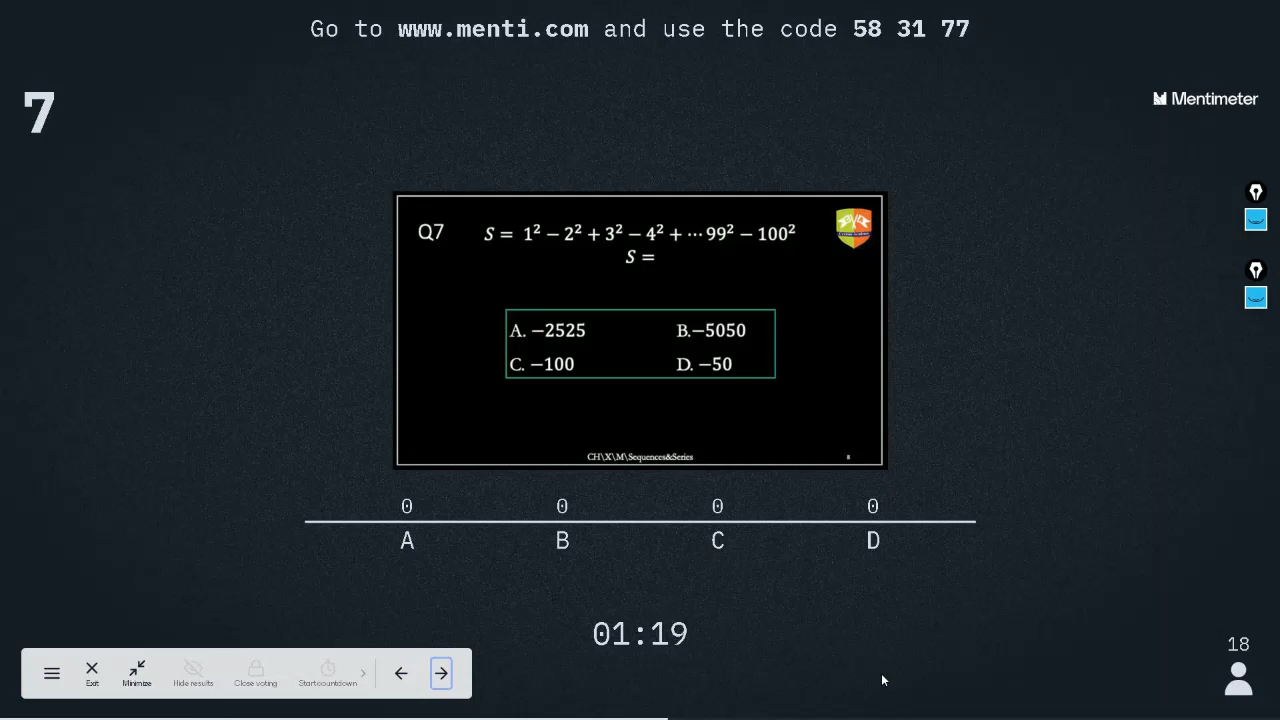 Go to www.menti.com and use the code 58 31 77
7
Mentimeter
Q7 S = 1² − 2² + 3² − 4² + ⋯ 99² − 100²
S =
A. −2525 B.−5050
C. −100 D. −50
CH\X\M\Sequences&Series 8
0 0 0 0
A B C D
01:19
18
Exit Minimize Hide results Close voting Start countdown